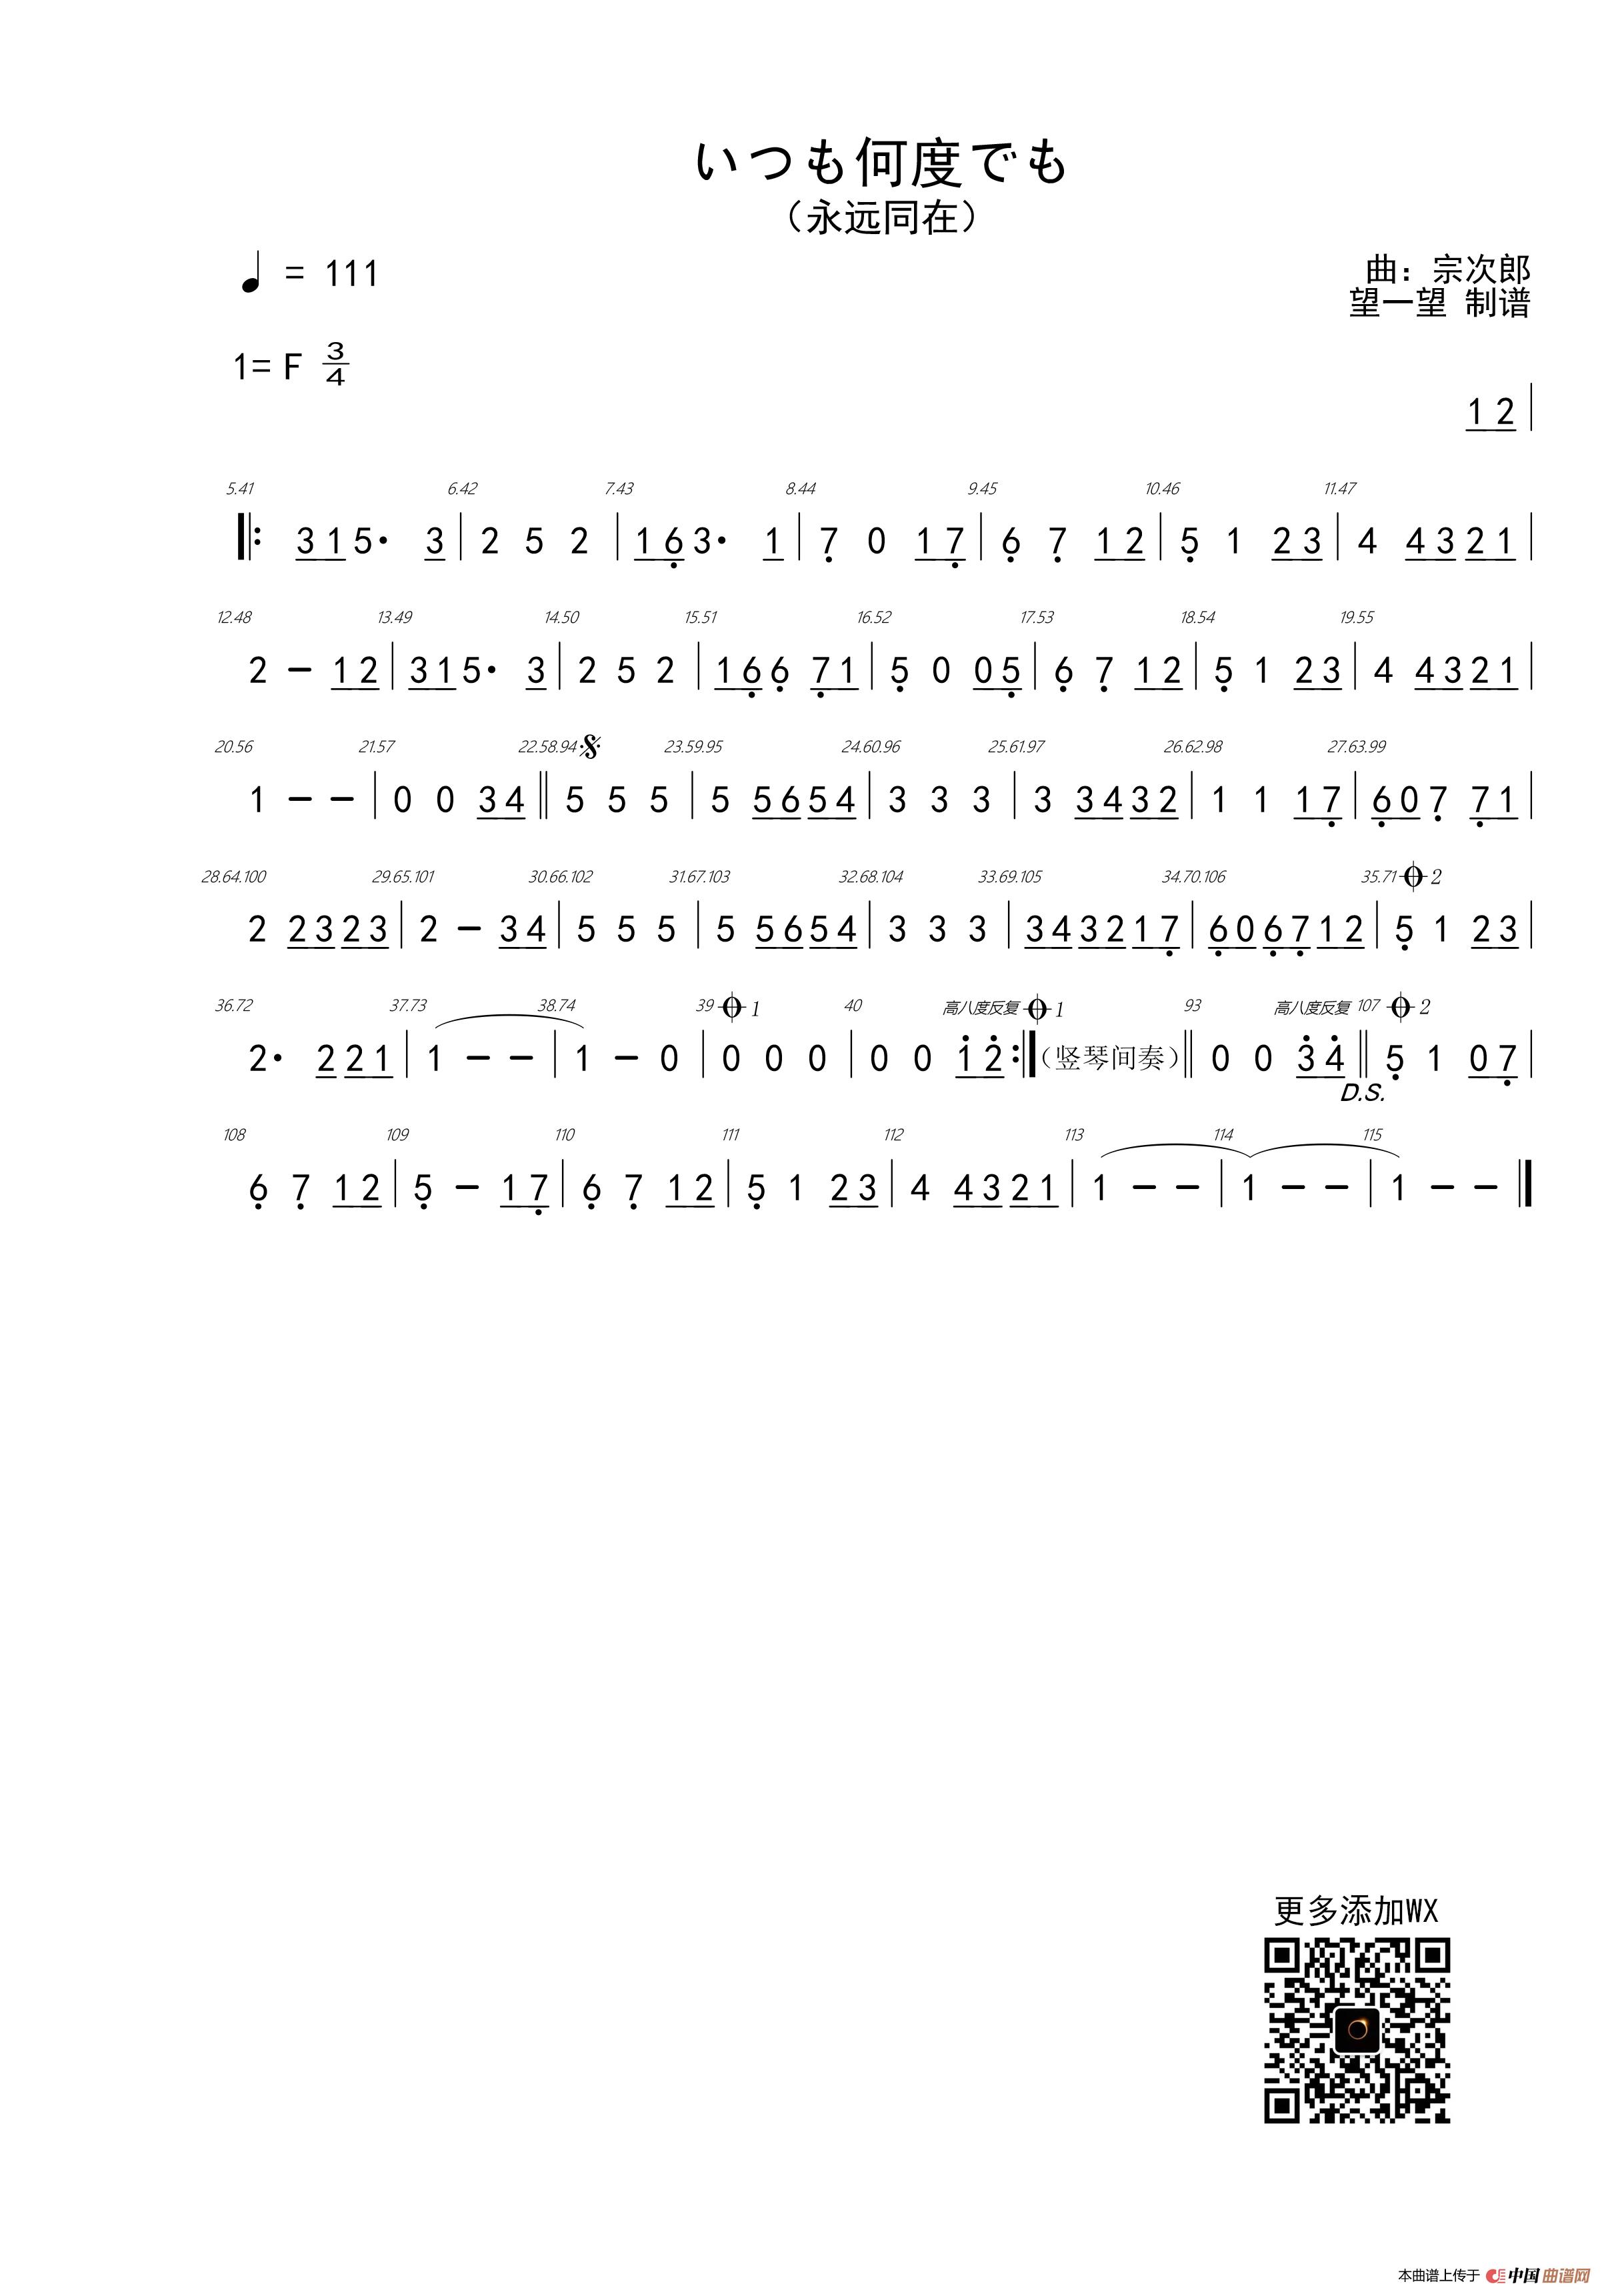 いつも何度でも
（永远同在）
= 111
曲：宗次郎
望一望 制谱
1= F 3/4
1 2
5.41 6.42 7.43 8.44 9.45 10.46 11.47
3 1 5· 3 | 2 5 2 | 1 6̣ 3· 1 | 7̣ 0 1 7̣ | 6̣ 7̣ 1 2 | 5̣ 1 2 3 | 4 4 3 2 1 |
12.48 13.49 14.50 15.51 16.52 17.53 18.54 19.55
2 － 1 2 | 3 1 5· 3 | 2 5 2 | 1 6̣ 6̣ 7̣ 1 | 5̣ 0 0 5̣ | 6̣ 7̣ 1 2 | 5̣ 1 2 3 | 4 4 3 2 1 |
20.56 21.57 22.58.94 23.59.95 24.60.96 25.61.97 26.62.98 27.63.99
1 － － | 0 0 3 4 || 5 5 5 | 5 5 6 5 4 | 3 3 3 | 3 3 4 3 2 | 1 1 1 7̣ | 6̣ 0 7̣ 7̣ 1 |
28.64.100 29.65.101 30.66.102 31.67.103 32.68.104 33.69.105 34.70.106 35.71 2
2 2 3 2 3 | 2 － 3 4 | 5 5 5 | 5 5 6 5 4 | 3 3 3 | 3 4 3 2 1 7̣ | 6̣ 0 6̣ 7̣ 1 2 | 5̣ 1 2 3 |
36.72 37.73 38.74 39 1 40 高八度反复 1 93 高八度反复 107 2
2· 2 2 1 | 1 － － | 1 － 0 | 0 0 0 | 0 0 1̇ 2̇ :| （竖琴间奏） || 0 0 3̇ 4̇ || 5̣ 1 0 7̣ |
D.S.
108 109 110 111 112 113 114 115
6̣ 7̣ 1 2 | 5̣ － 1 7̣ | 6̣ 7̣ 1 2 | 5̣ 1 2 3 | 4 4 3 2 1 | 1 － － | 1 － － | 1 － － |
更多添加WX
本曲谱上传于 中国曲谱网